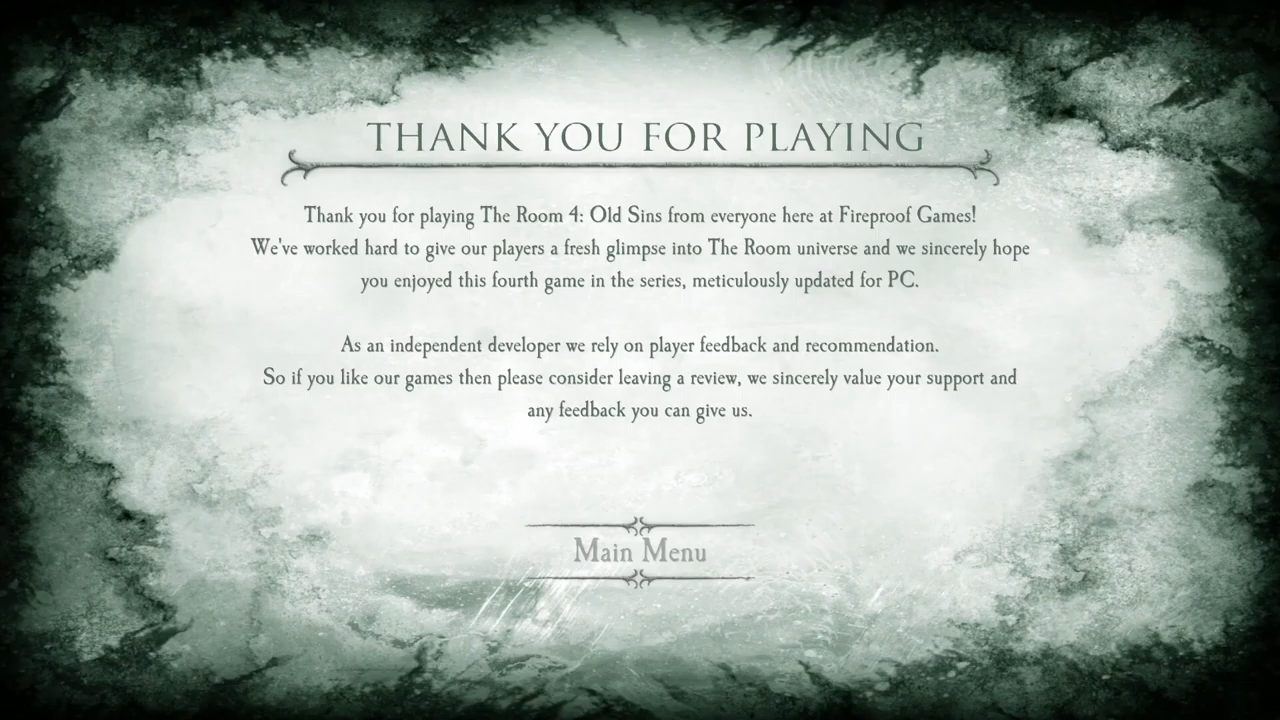 THANK YOU FOR PLAYING
Thank you for playing The Room 4: Old Sins from everyone here at Fireproof Games!
We've worked hard to give our players a fresh glimpse into The Room universe and we sincerely hope
you enjoyed this fourth game in the series, meticulously updated for PC.
As an independent developer we rely on player feedback and recommendation.
So if you like our games then please consider leaving a review, we sincerely value your support and
any feedback you can give us.
Main Menu